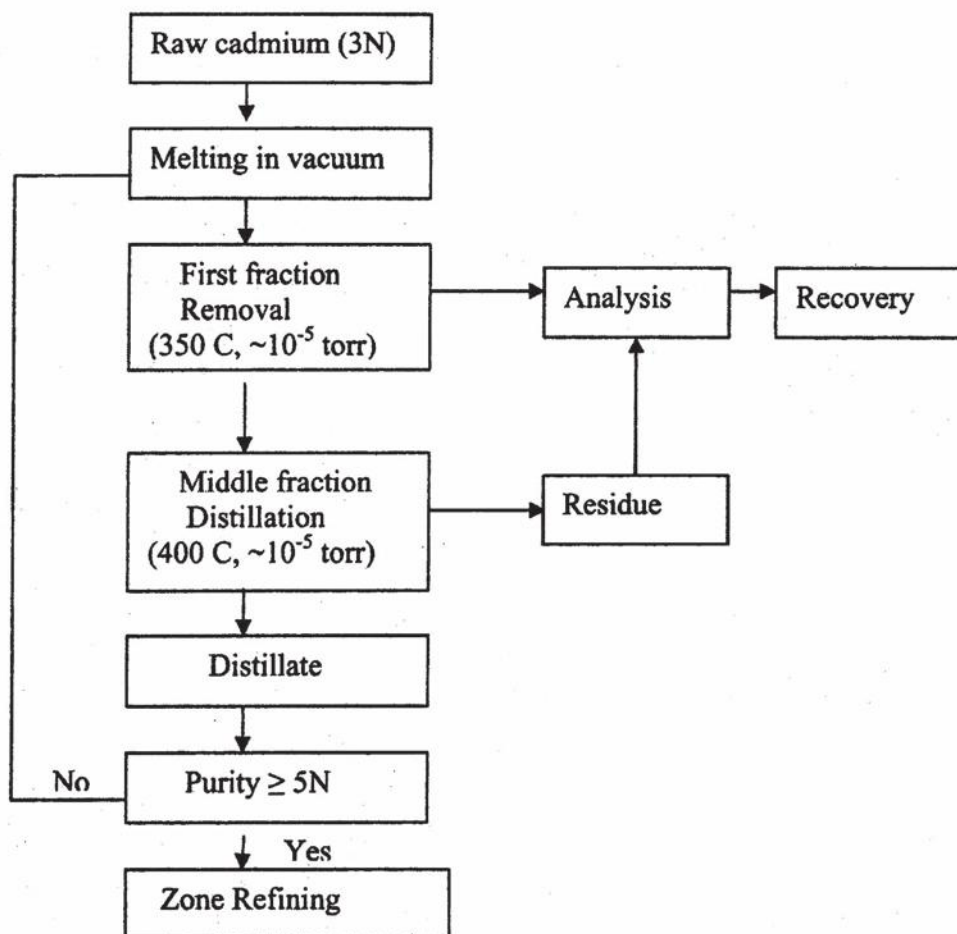 Raw cadmium (3N)
Melting in vacuum
First fraction
Removal
(350 C, ~10⁻⁵ torr)
Analysis
Recovery
Middle fraction
Distillation
(400 C, ~10⁻⁵ torr)
Residue
Distillate
No
Purity ≥ 5N
Yes
Zone Refining